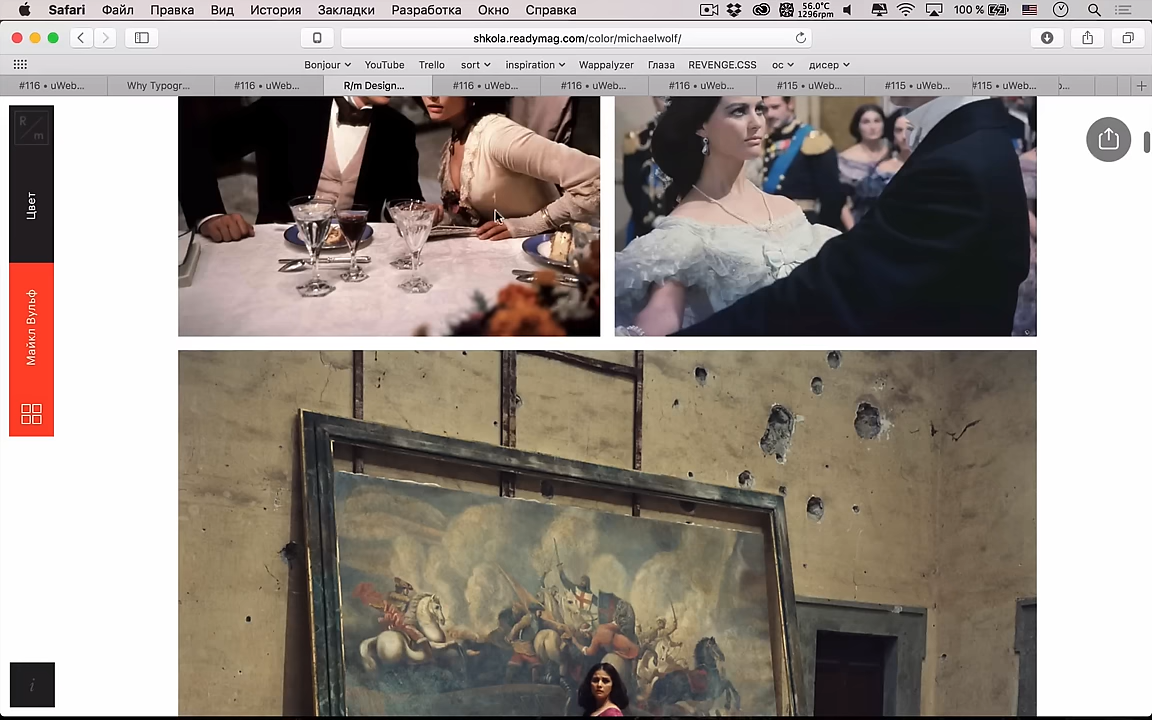 Safari Файл Правка Вид История Закладки Разработка Окно Справка 56.0°C 1296rpm 100 %
shkola.readymag.com/color/michaelwolf/
Bonjour YouTube Trello sort inspiration Wappalyzer Глаза REVENGE.CSS ос дисер
#116 • uWeb... Why Typogr... #116 • uWeb... R/m Design... #116 • uWeb... #116 • uWeb... #116 • uWeb... #115 • uWeb... #115 • uWeb... #115 • uWeb...
R/m
Цвет
Майкл Вульф
i